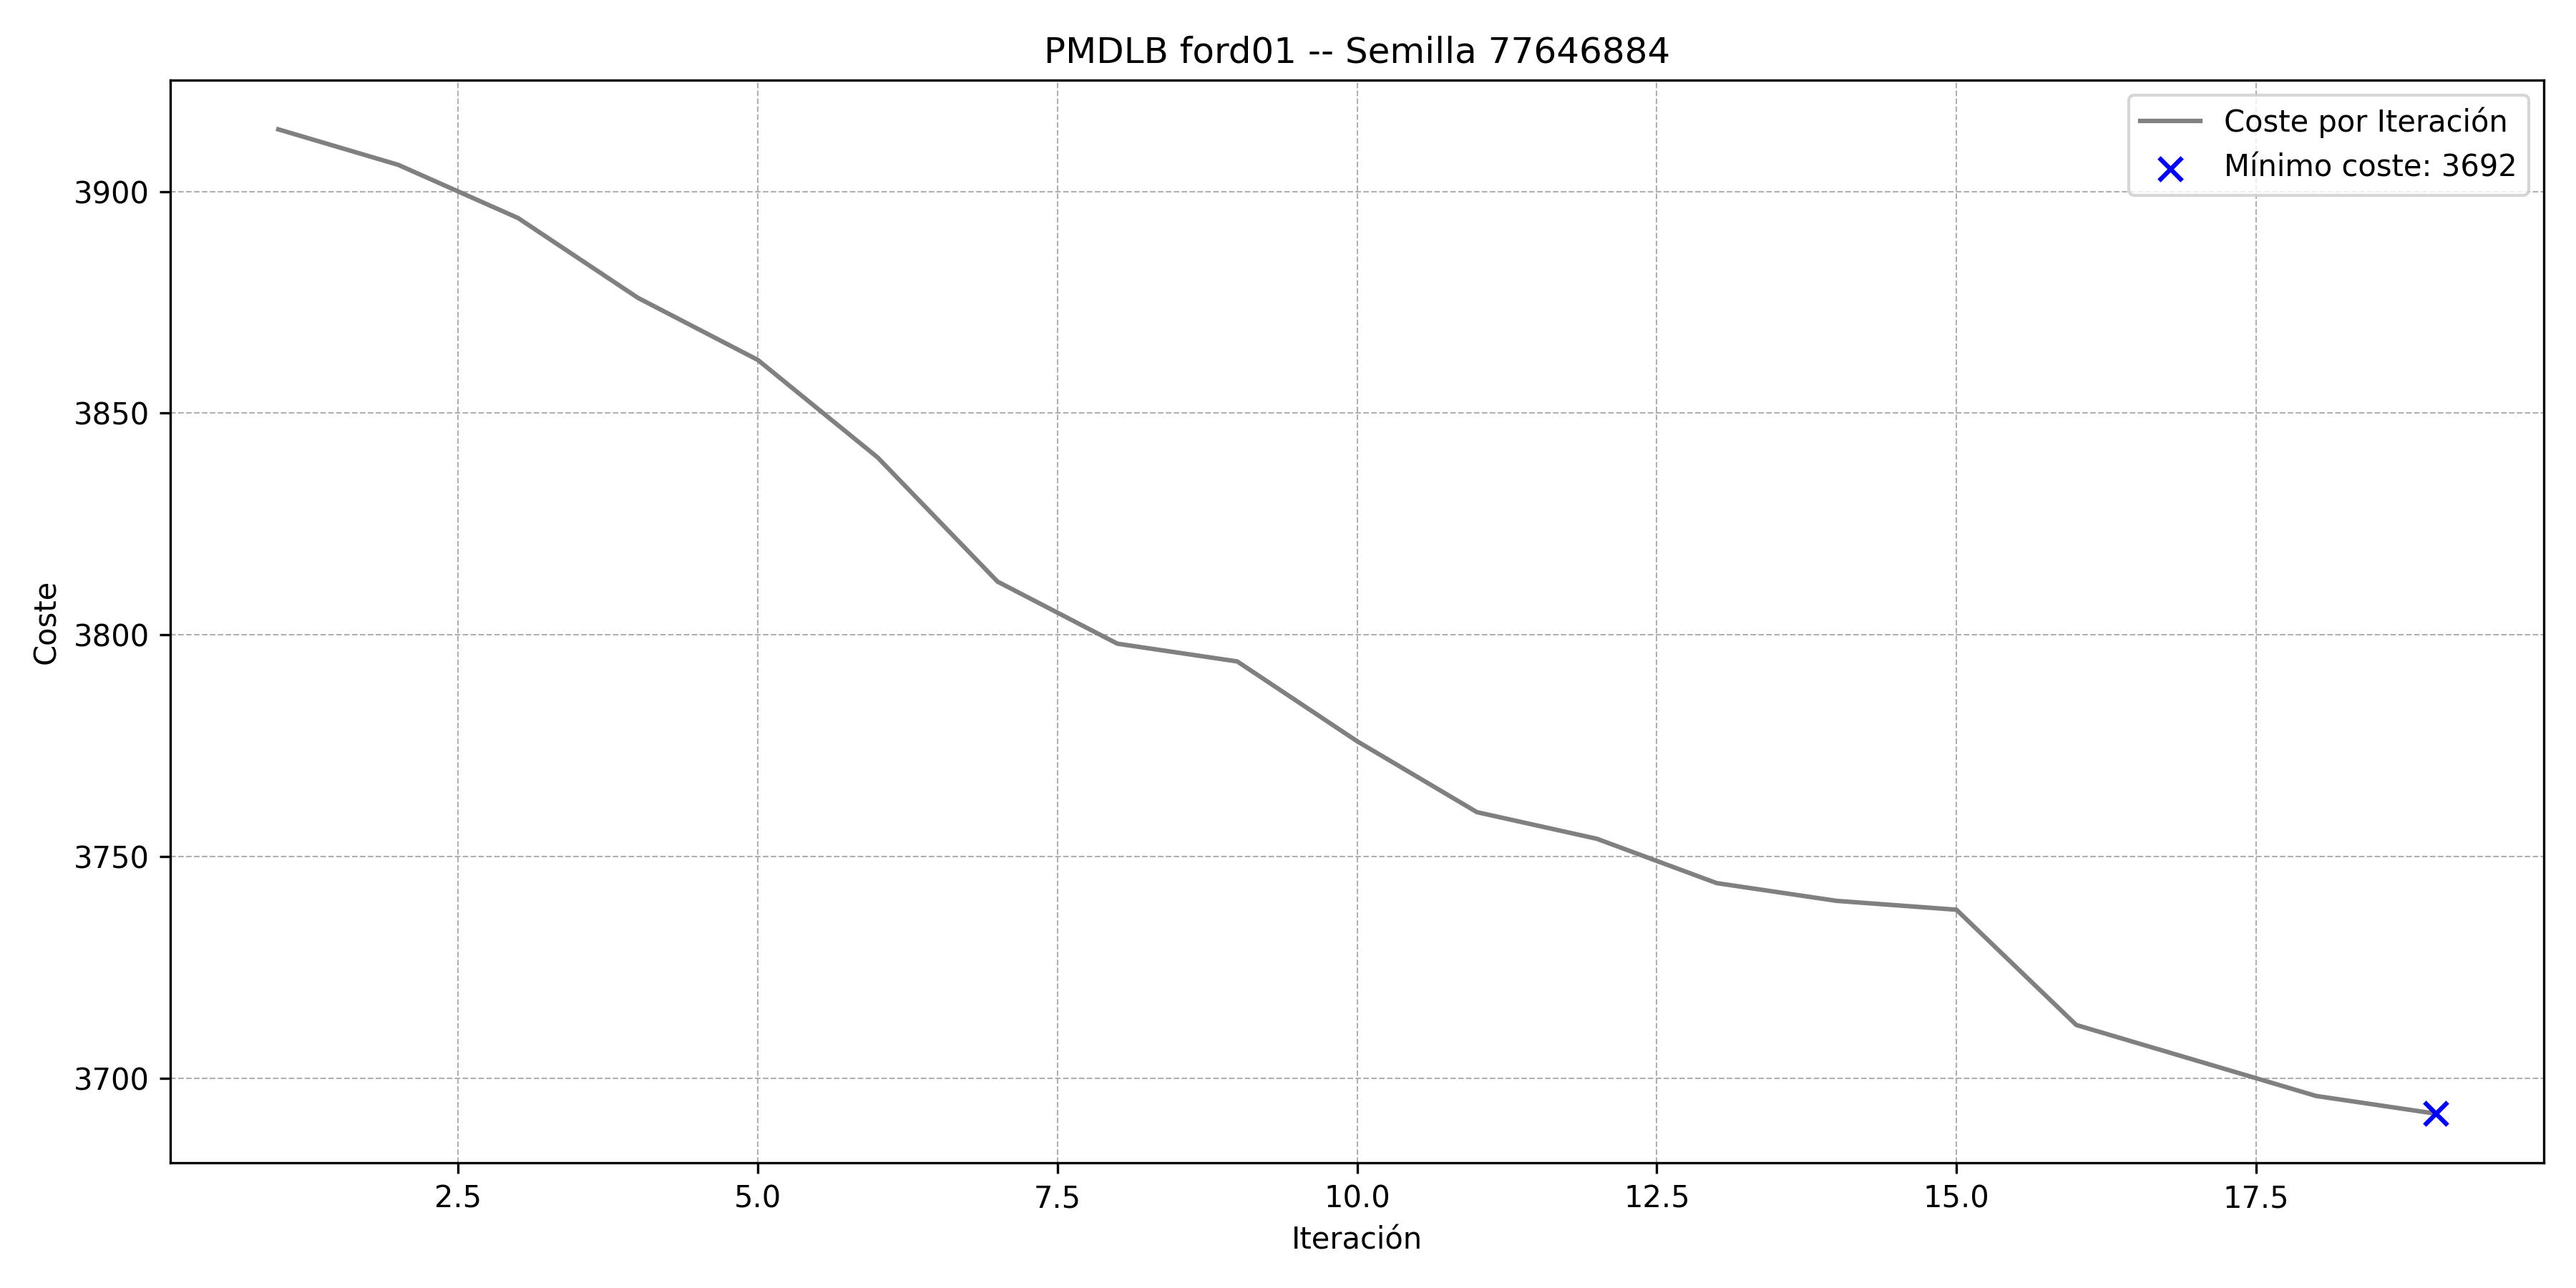 PMDLB ford01 -- Semilla 77646884
Coste por Iteración
Mínimo coste: 3692
3900
3850
3800
3750
3700
Coste
2.5 5.0 7.5 10.0 12.5 15.0 17.5
Iteración